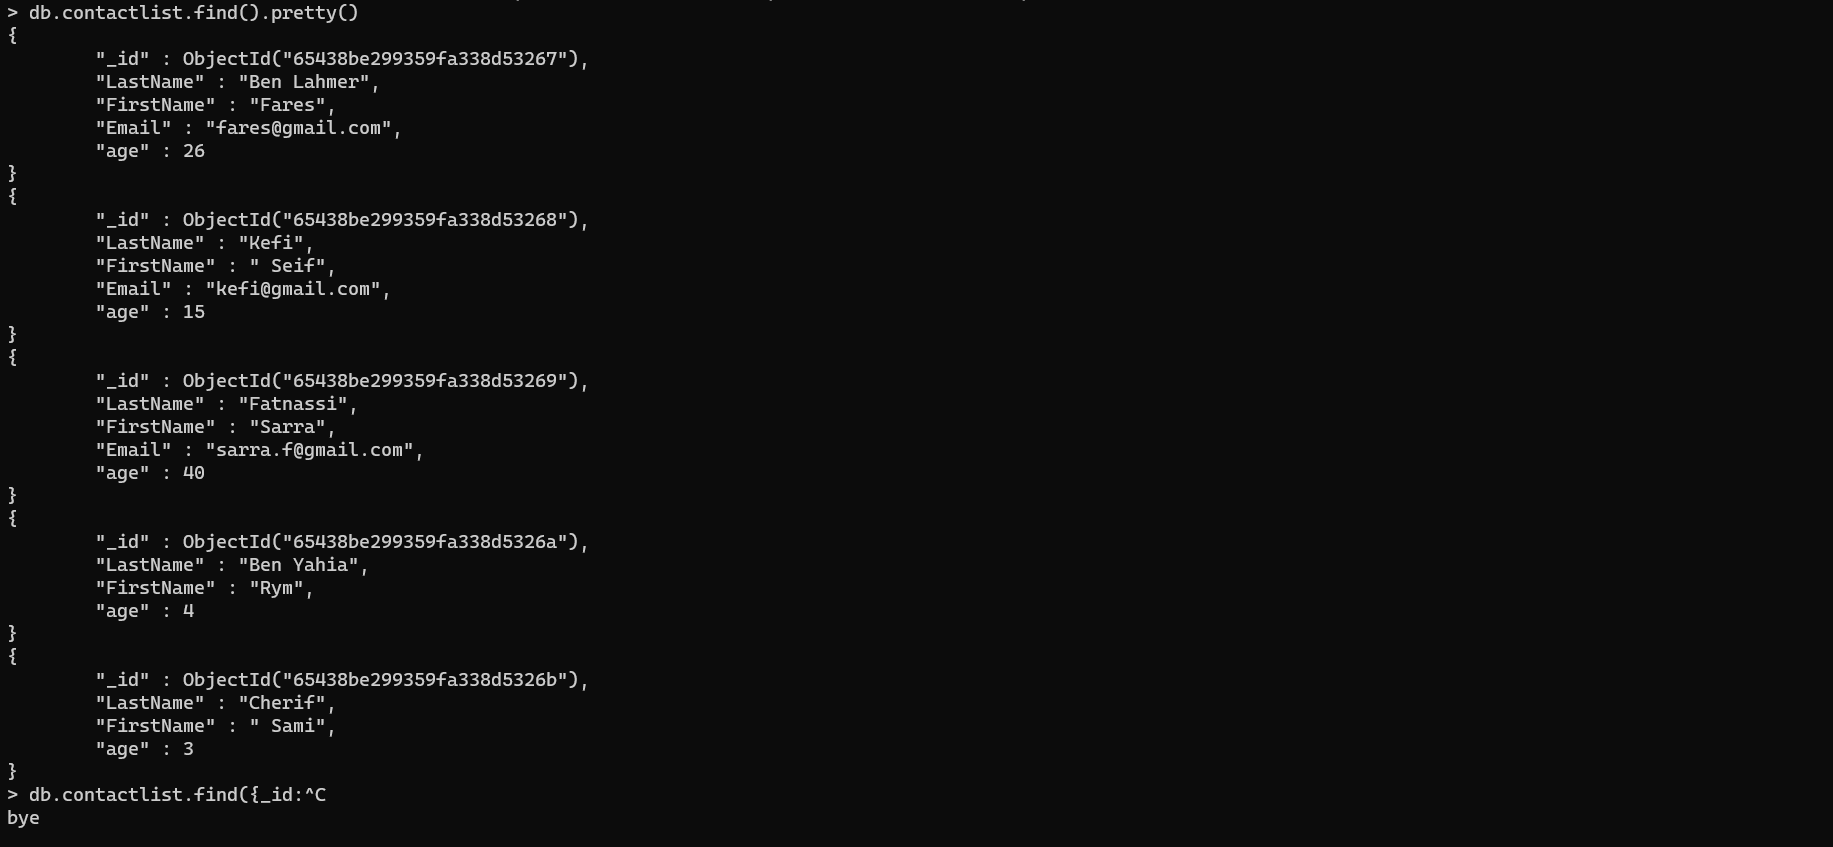 > db.contactlist.find().pretty()
{
        "_id" : ObjectId("65438be299359fa338d53267"),
        "LastName" : "Ben Lahmer",
        "FirstName" : "Fares",
        "Email" : "fares@gmail.com",
        "age" : 26
}
{
        "_id" : ObjectId("65438be299359fa338d53268"),
        "LastName" : "Kefi",
        "FirstName" : " Seif",
        "Email" : "kefi@gmail.com",
        "age" : 15
}
{
        "_id" : ObjectId("65438be299359fa338d53269"),
        "LastName" : "Fatnassi",
        "FirstName" : "Sarra",
        "Email" : "sarra.f@gmail.com",
        "age" : 40
}
{
        "_id" : ObjectId("65438be299359fa338d5326a"),
        "LastName" : "Ben Yahia",
        "FirstName" : "Rym",
        "age" : 4
}
{
        "_id" : ObjectId("65438be299359fa338d5326b"),
        "LastName" : "Cherif",
        "FirstName" : " Sami",
        "age" : 3
}
> db.contactlist.find({_id:^C
bye